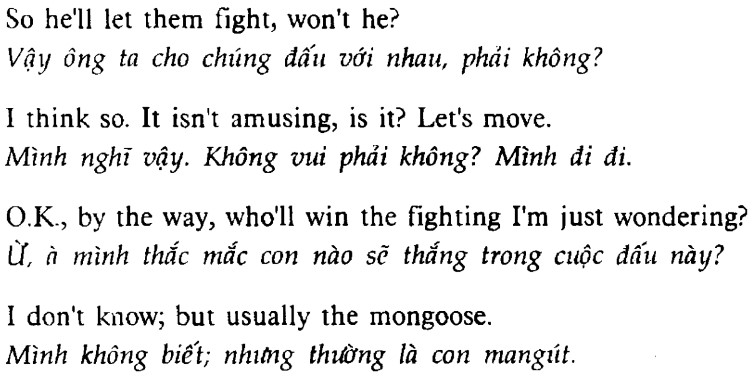 So he'll let them fight, won't he?
Vậy ông ta cho chúng đấu với nhau, phải không?
I think so. It isn't amusing, is it? Let's move.
Mình nghĩ vậy. Không vui phải không? Mình đi đi.
O.K., by the way, who'll win the fighting I'm just wondering?
Ừ, à mình thắc mắc con nào sẽ thắng trong cuộc đấu này?
I don't know; but usually the mongoose.
Mình không biết; nhưng thường là con mangút.